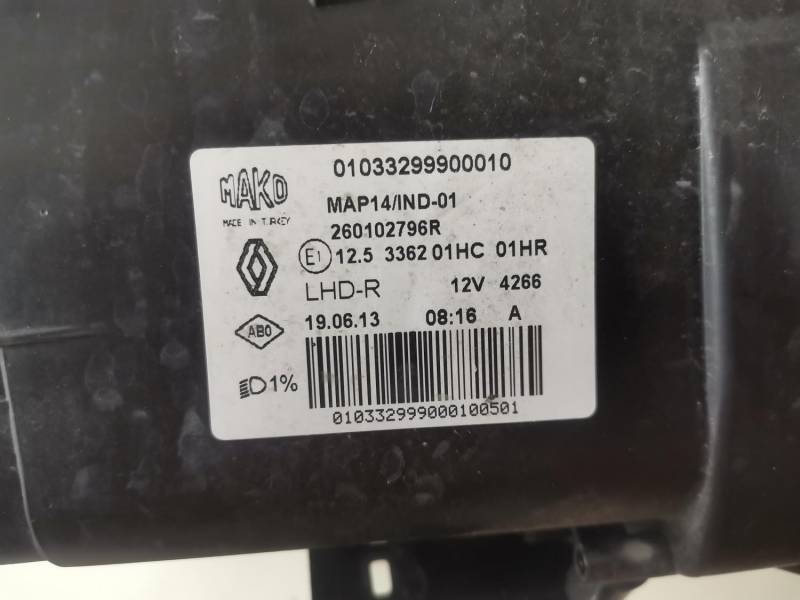 MAKO
MADE IN TURKEY
01033299900010
MAP14/IND-01
260102796R
E1 12.5 3362 01HC 01HR
LHD-R 12V 4266
ABO
19.06.13 08:16 A
1%
010332999000100501